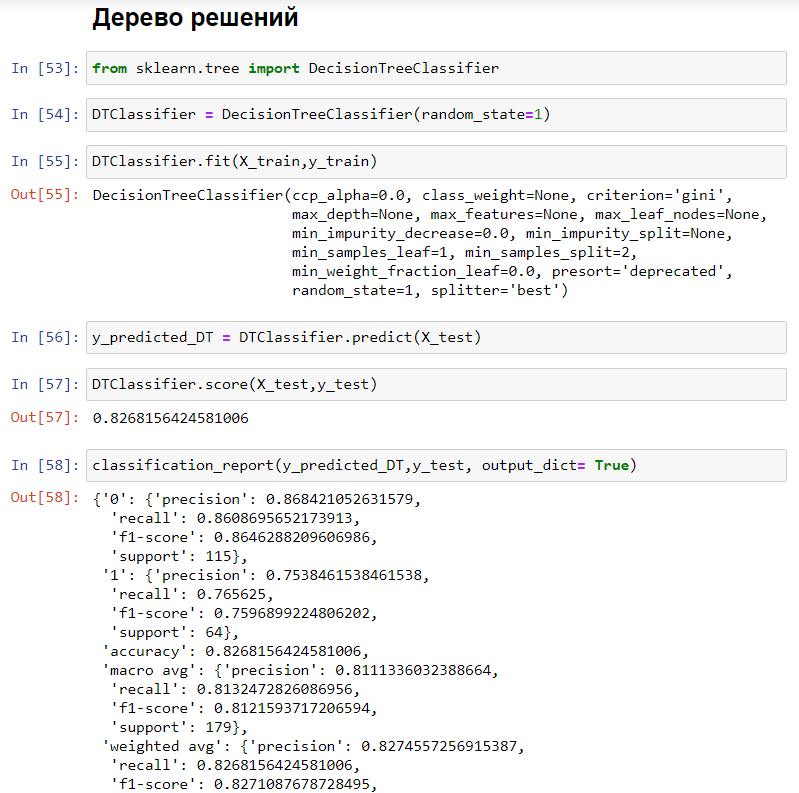 Дерево решений
In [53]: from sklearn.tree import DecisionTreeClassifier
In [54]: DTClassifier = DecisionTreeClassifier(random_state=1)
In [55]: DTClassifier.fit(X_train,y_train)
Out[55]: DecisionTreeClassifier(ccp_alpha=0.0, class_weight=None, criterion='gini',
max_depth=None, max_features=None, max_leaf_nodes=None,
min_impurity_decrease=0.0, min_impurity_split=None,
min_samples_leaf=1, min_samples_split=2,
min_weight_fraction_leaf=0.0, presort='deprecated',
random_state=1, splitter='best')
In [56]: y_predicted_DT = DTClassifier.predict(X_test)
In [57]: DTClassifier.score(X_test,y_test)
Out[57]: 0.8268156424581006
In [58]: classification_report(y_predicted_DT,y_test, output_dict= True)
Out[58]: {'0': {'precision': 0.868421052631579,
'recall': 0.8608695652173913,
'f1-score': 0.8646288209606986,
'support': 115},
'1': {'precision': 0.7538461538461538,
'recall': 0.765625,
'f1-score': 0.7596899224806202,
'support': 64},
'accuracy': 0.8268156424581006,
'macro avg': {'precision': 0.8111336032388664,
'recall': 0.8132472826086956,
'f1-score': 0.8121593717206594,
'support': 179},
'weighted avg': {'precision': 0.8274557256915387,
'recall': 0.8268156424581006,
'f1-score': 0.8271087678728495,